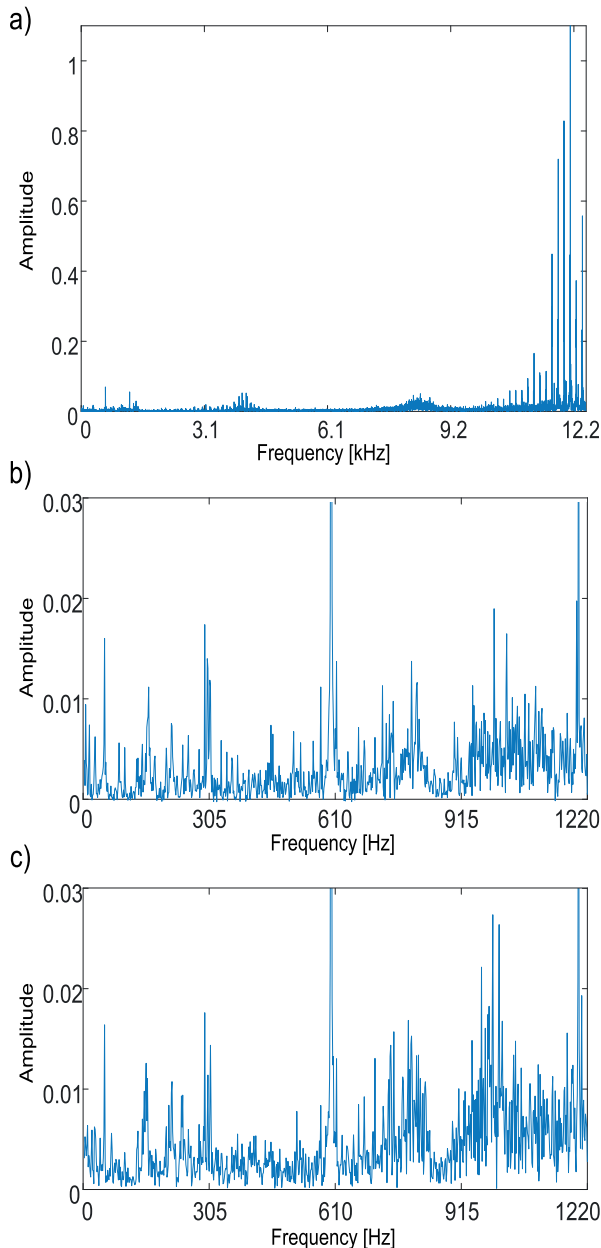 a)
1
0.8
0.6
0.4
0.2
0
Amplitude
0 3.1 6.1 9.2 12.2
Frequency [kHz]
b)
0.03
0.02
0.01
0
Amplitude
0 305 610 915 1220
Frequency [Hz]
c)
0.03
0.02
0.01
0
Amplitude
0 305 610 915 1220
Frequency [Hz]